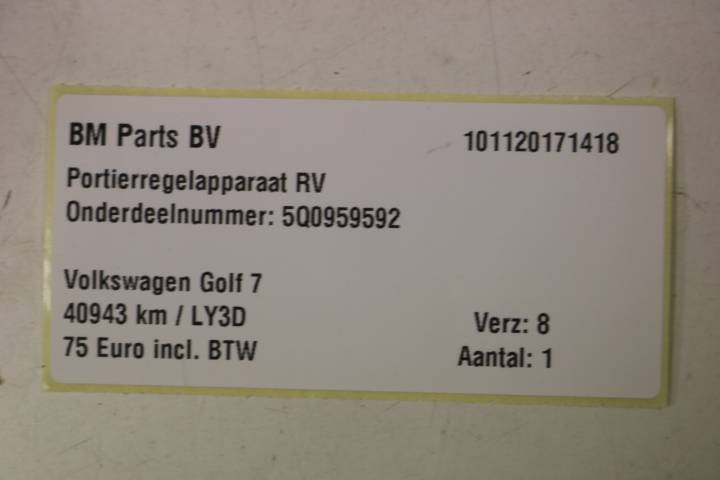 BM Parts BV 101120171418
Portierregelapparaat RV
Onderdeelnummer: 5Q0959592
Volkswagen Golf 7
40943 km / LY3D Verz: 8
75 Euro incl. BTW Aantal: 1